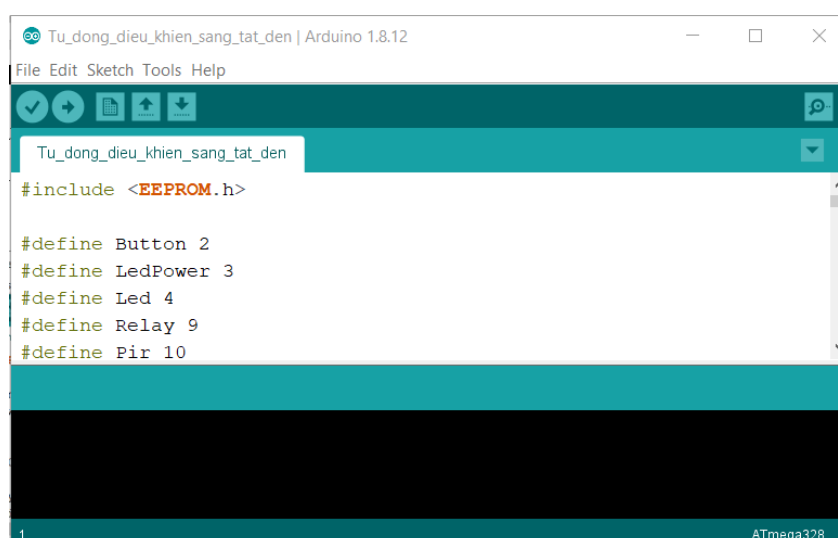 Tu_dong_dieu_khien_sang_tat_den | Arduino 1.8.12
File Edit Sketch Tools Help
Tu_dong_dieu_khien_sang_tat_den
#include <EEPROM.h>
#define Button 2
#define LedPower 3
#define Led 4
#define Relay 9
#define Pir 10
1 ATmega328